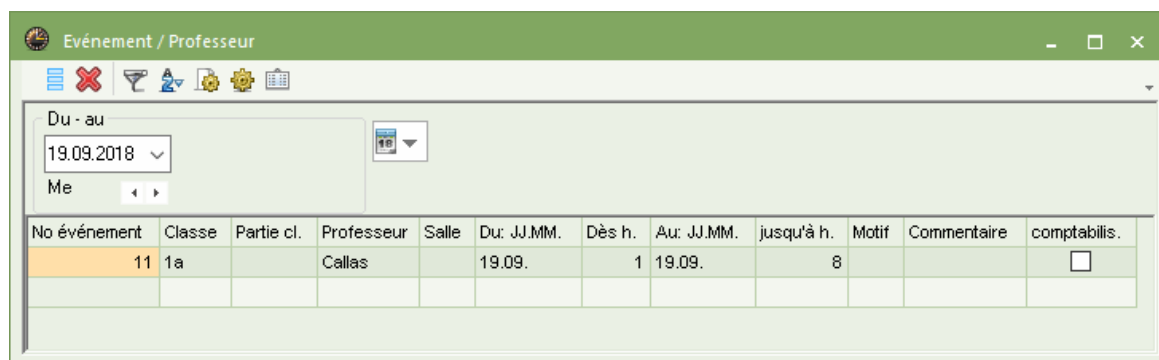 Evénement / Professeur
Du - au
19.09.2018
18
Me
No événement Classe Partie cl. Professeur Salle Du: JJ.MM. Dès h. Au: JJ.MM. jusqu'à h. Motif Commentaire comptabilis.
11 1a Callas 19.09. 1 19.09. 8